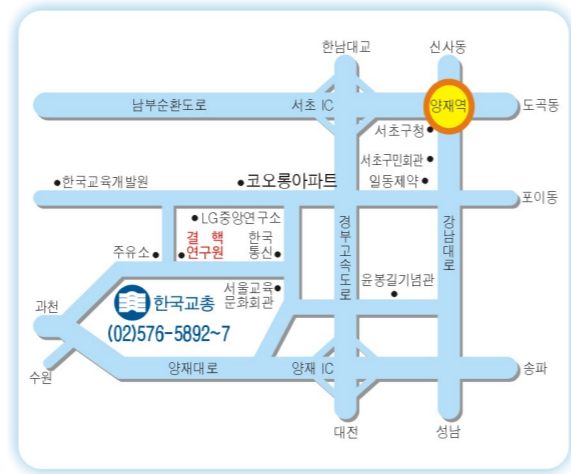 한남대교
신사동
남부순환도로
서초 IC
양재역
도곡동
서초구청
서초구민회관
일동제약
한국교육개발원
코오롱아파트
포이동
LG중앙연구소
결 핵
연구원
한국
통신
주유소
경부고속도로
강남대로
윤봉길기념관
서울교육
문화회관
한국교총
(02)576-5892~7
과천
수원
양재대로
양재 IC
송파
대전
성남